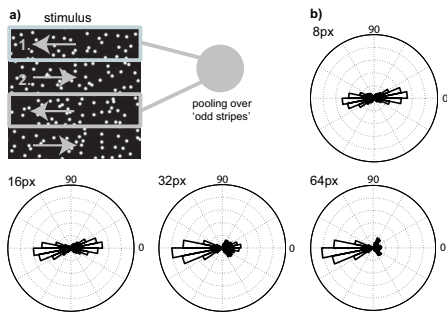 a)
stimulus
1.
2.
pooling over
'odd stripes'
b)
8px
90
0
16px
90
0
32px
90
0
64px
90
0